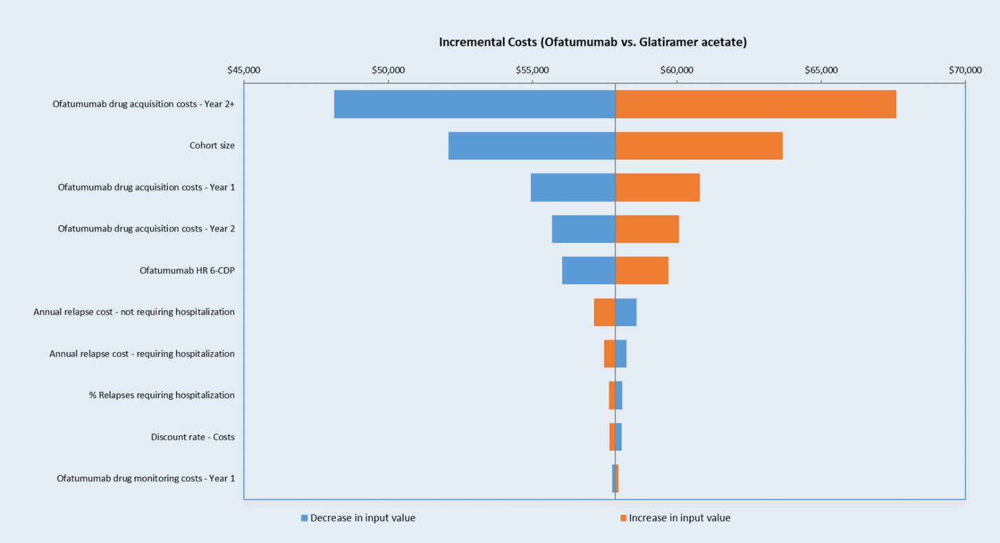 Incremental Costs (Ofatumumab vs. Glatiramer acetate)
$45,000 $50,000 $55,000 $60,000 $65,000 $70,000
Ofatumumab drug acquisition costs - Year 2+
Cohort size
Ofatumumab drug acquisition costs - Year 1
Ofatumumab drug acquisition costs - Year 2
Ofatumumab HR 6-CDP
Annual relapse cost - not requiring hospitalization
Annual relapse cost - requiring hospitalization
% Relapses requiring hospitalization
Discount rate - Costs
Ofatumumab drug monitoring costs - Year 1
Decrease in input value Increase in input value